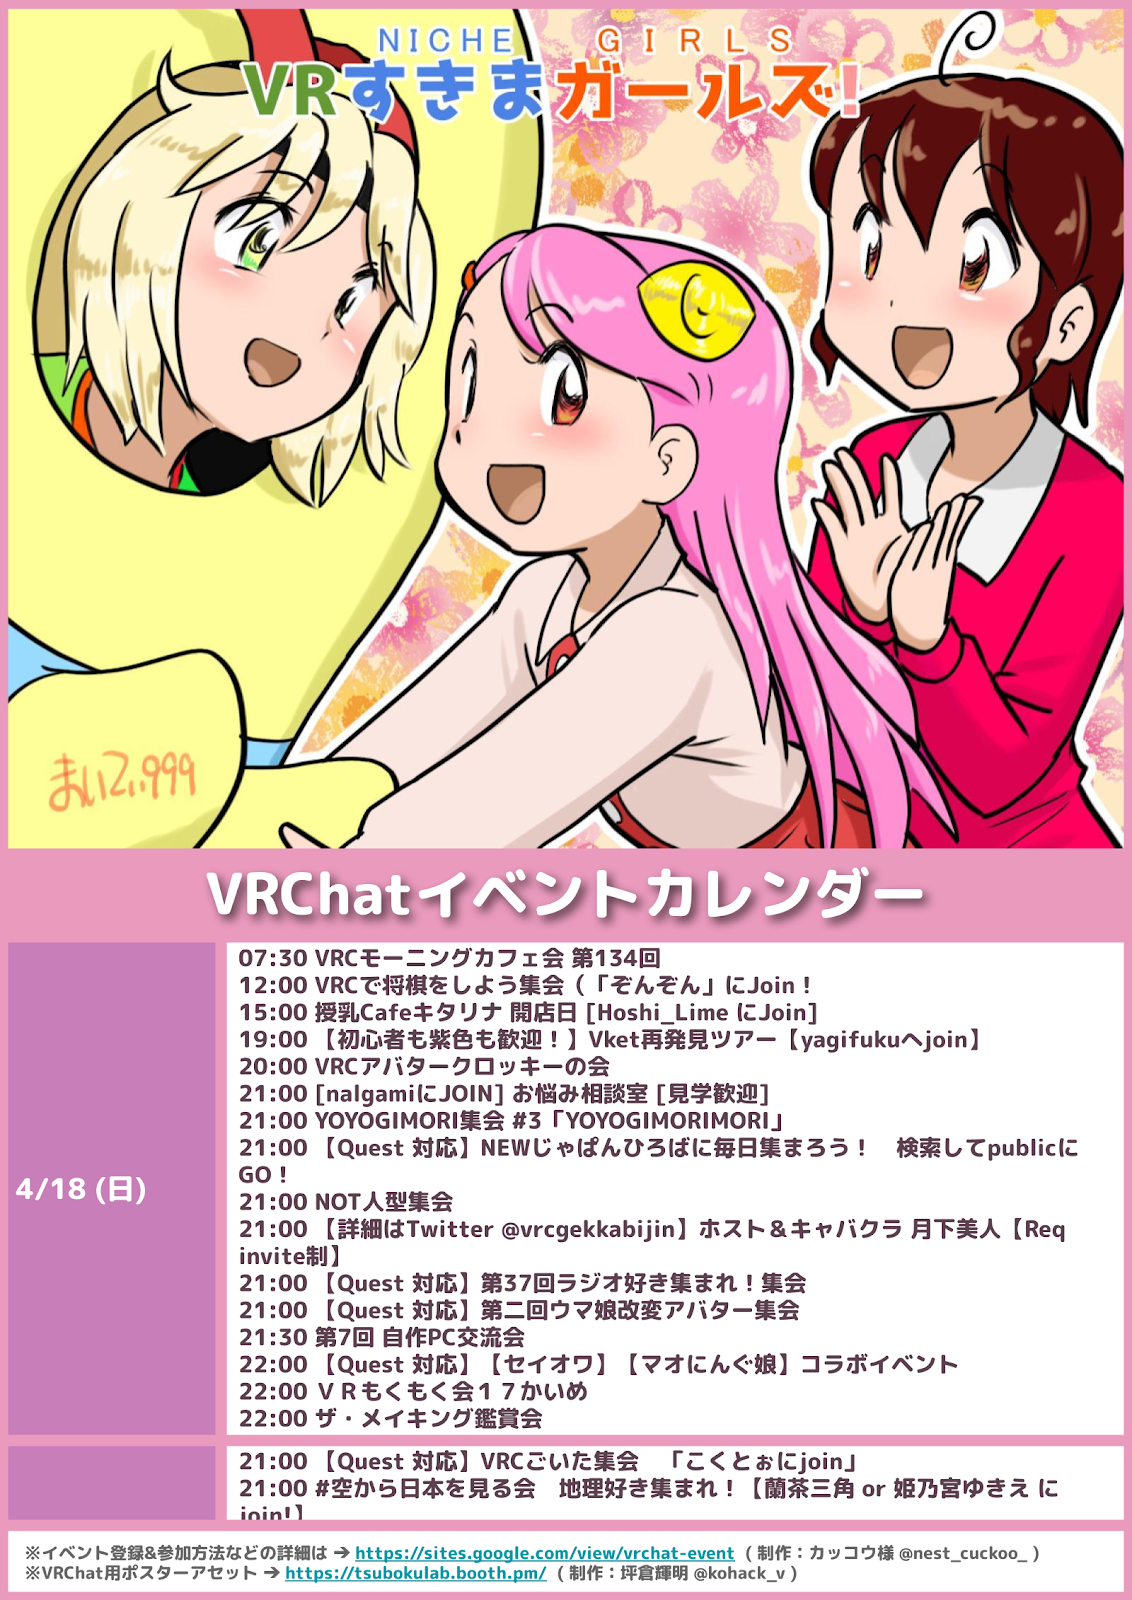 NICHE GIRLS
VRすきまガールズ!
まいてい999
VRChatイベントカレンダー
4/18 (日)
07:30 VRCモーニングカフェ会 第134回
12:00 VRCで将棋をしよう集会（「ぞんぞん」にJoin！
15:00 授乳Cafeキタリナ 開店日 [Hoshi_Lime にJoin]
19:00 【初心者も紫色も歓迎！】Vket再発見ツアー【yagifukuへjoin】
20:00 VRCアバタークロッキーの会
21:00 [nalgamiにJOIN] お悩み相談室 [見学歓迎]
21:00 YOYOGIMORI集会 #3「YOYOGIMORIMORI」
21:00 【Quest 対応】NEWじゃぱんひろばに毎日集まろう！　検索してpublicに
GO！
21:00 NOT人型集会
21:00 【詳細はTwitter @vrcgekkabijin】ホスト＆キャバクラ 月下美人【Req
invite制】
21:00 【Quest 対応】第37回ラジオ好き集まれ！集会
21:00 【Quest 対応】第二回ウマ娘改変アバター集会
21:30 第7回 自作PC交流会
22:00 【Quest 対応】【セイオワ】【マオにんぐ娘】コラボイベント
22:00 ＶＲもくもく会１７かいめ
22:00 ザ・メイキング鑑賞会
21:00 【Quest 対応】VRCごいた集会　「こくとぉにjoin」
21:00 #空から日本を見る会　地理好き集まれ！【蘭茶三角 or 姫乃宮ゆきえ に
join!】
※イベント登録&参加方法などの詳細は → https://sites.google.com/view/vrchat-event ( 制作：カッコウ様 @nest_cuckoo_ )
※VRChat用ポスターアセット → https://tsubokulab.booth.pm/ ( 制作：坪倉輝明 @kohack_v )